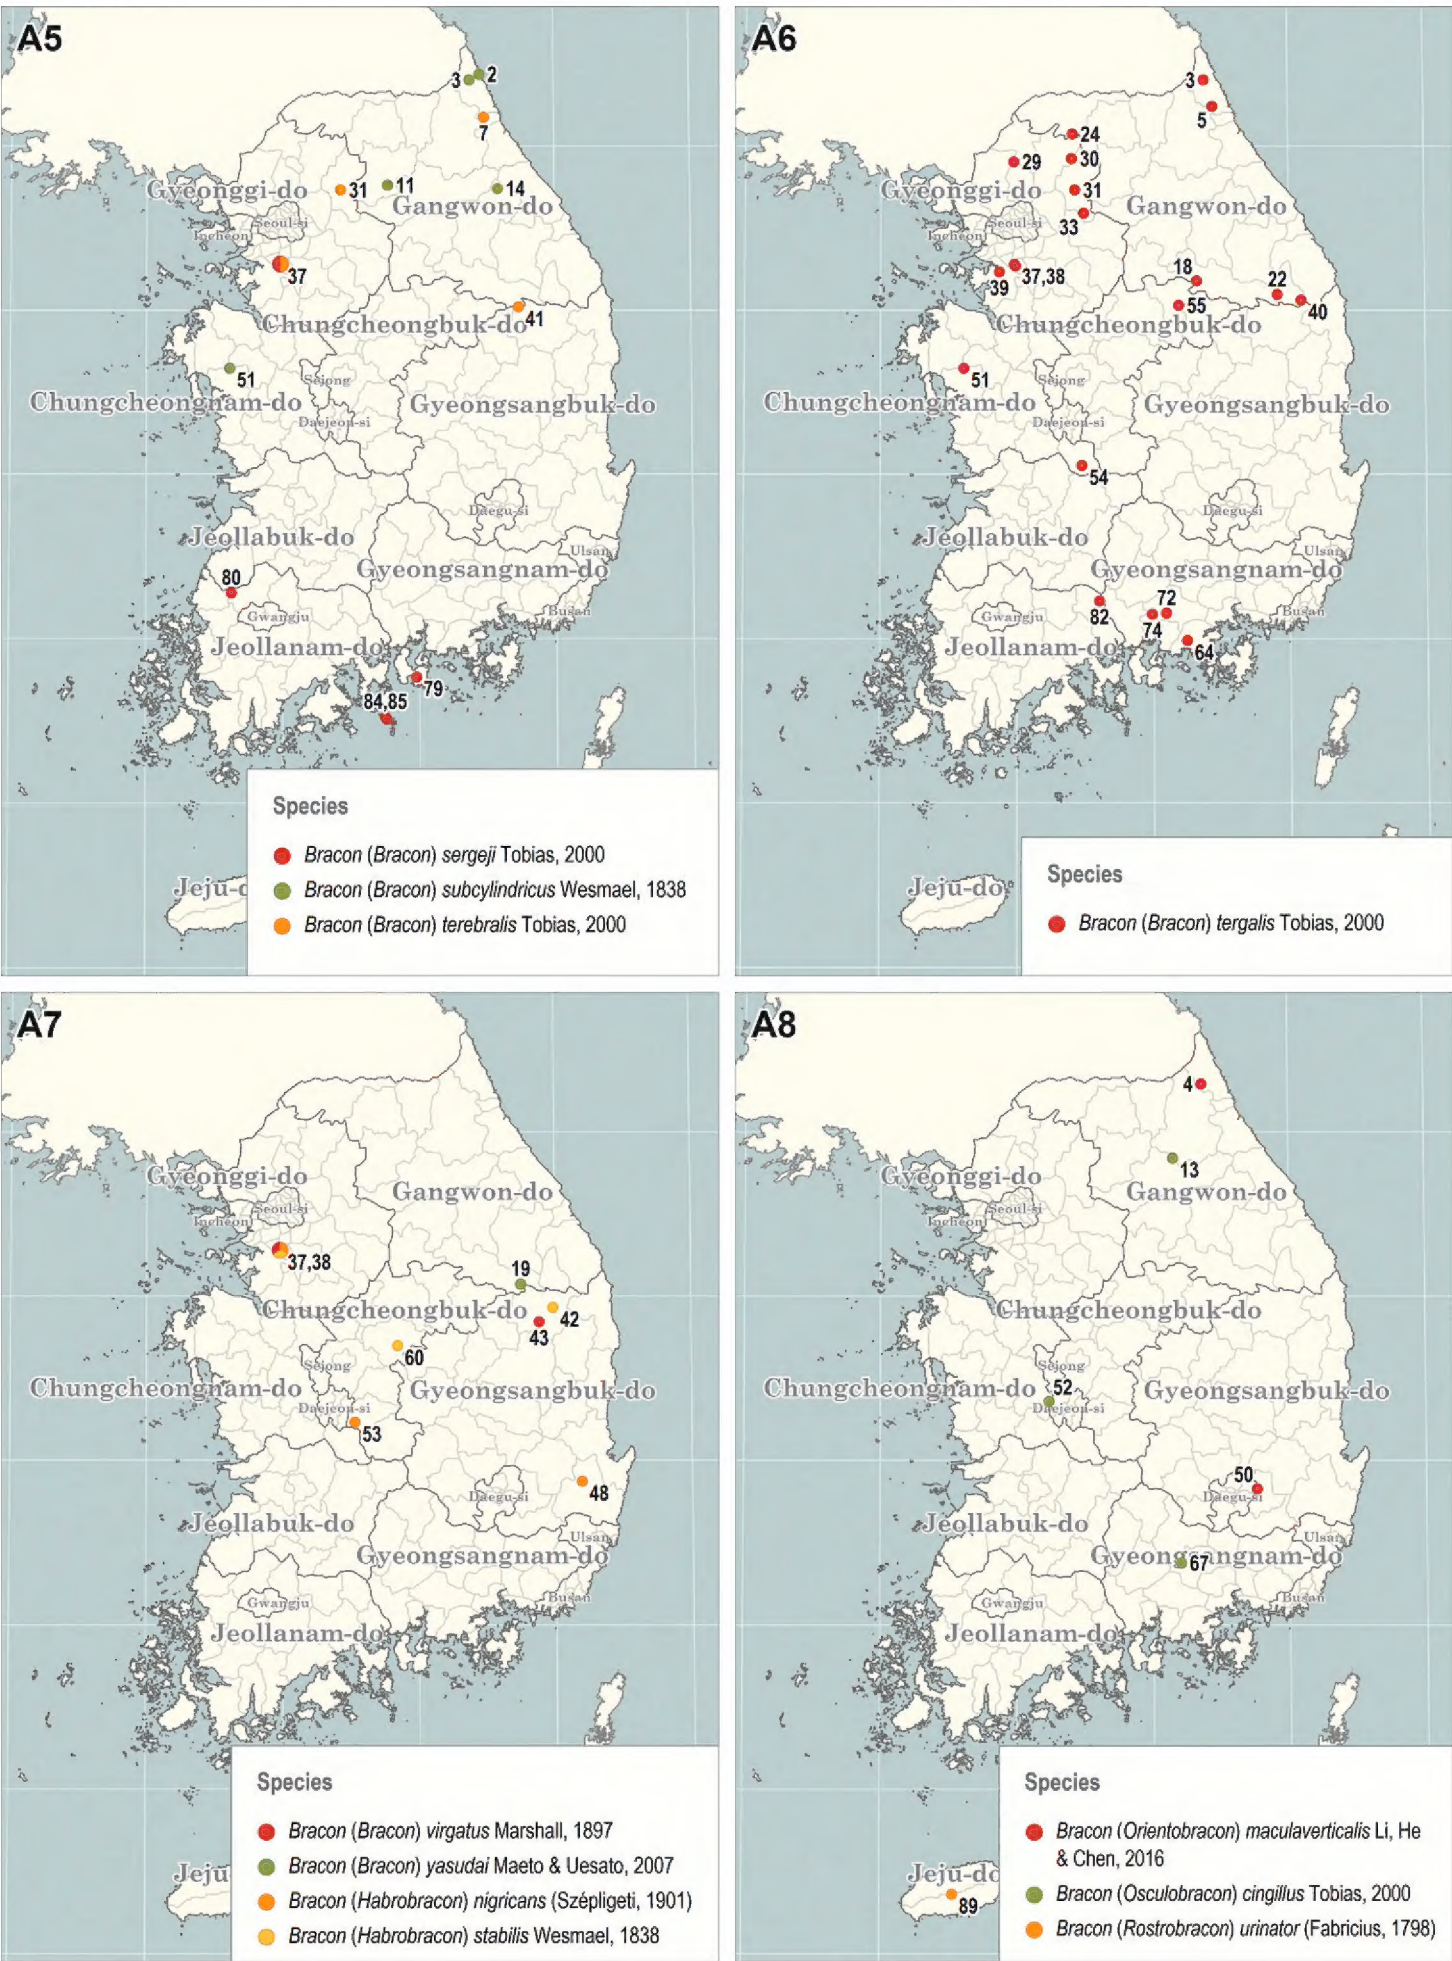 A5
3
2
7
Gyeonggi-do
31
11
14
Gangwon-do
Seoul-si
Incheon
37
Chungcheongbuk-do
41
51
Sejong
Chungcheongnam-do
Gyeongsangbuk-do
Daejeon-si
Daegu-si
Jeollabuk-do
Ulsan
Gyeongsangnam-do
80
Gwangju
Busan
Jeollanam-do
79
84,85
Species
Bracon (Bracon) sergeji Tobias, 2000
Bracon (Bracon) subcylindricus Wesmael, 1838
Bracon (Bracon) terebralis Tobias, 2000
Jeju-d
A6
3
5
24
29
30
Gyeonggi-do
31
Gangwon-do
Seoul-si
33
Incheon
37,38
39
18
22
55
40
Chungcheongbuk-do
51
Sejong
Chungcheongnam-do
Gyeongsangbuk-do
Daejeon-si
54
Daegu-si
Jeollabuk-do
Ulsan
Gyeongsangnam-do
72
82
74
Gwangju
Busan
Jeollanam-do
64
Species
Bracon (Bracon) tergalis Tobias, 2000
Jeju-do
A7
Gyeonggi-do
Gangwon-do
Seoul-si
Incheon
37,38
19
Chungcheongbuk-do
42
43
60
Sejong
Chungcheongnam-do
Gyeongsangbuk-do
Daejeon-si
53
48
Daegu-si
Jeollabuk-do
Ulsan
Gyeongsangnam-do
Gwangju
Busan
Jeollanam-do
Species
Bracon (Bracon) virgatus Marshall, 1897
Bracon (Bracon) yasudai Maeto & Uesato, 2007
Bracon (Habrobracon) nigricans (Szépligeti, 1901)
Bracon (Habrobracon) stabilis Wesmael, 1838
Jeju
A8
4
13
Gyeonggi-do
Gangwon-do
Seoul-si
Incheon
Chungcheongbuk-do
Sejong
52
Chungcheongnam-do
Gyeongsangbuk-do
Daejeon-si
50
Daegu-si
Jeollabuk-do
Ulsan
Gyeongsangnam-do
67
Gwangju
Busan
Jeollanam-do
Species
Bracon (Orientobracon) maculaverticalis Li, He
& Chen, 2016
Bracon (Osculobracon) cingillus Tobias, 2000
Bracon (Rostrobracon) urinator (Fabricius, 1798)
Jeju-do
89